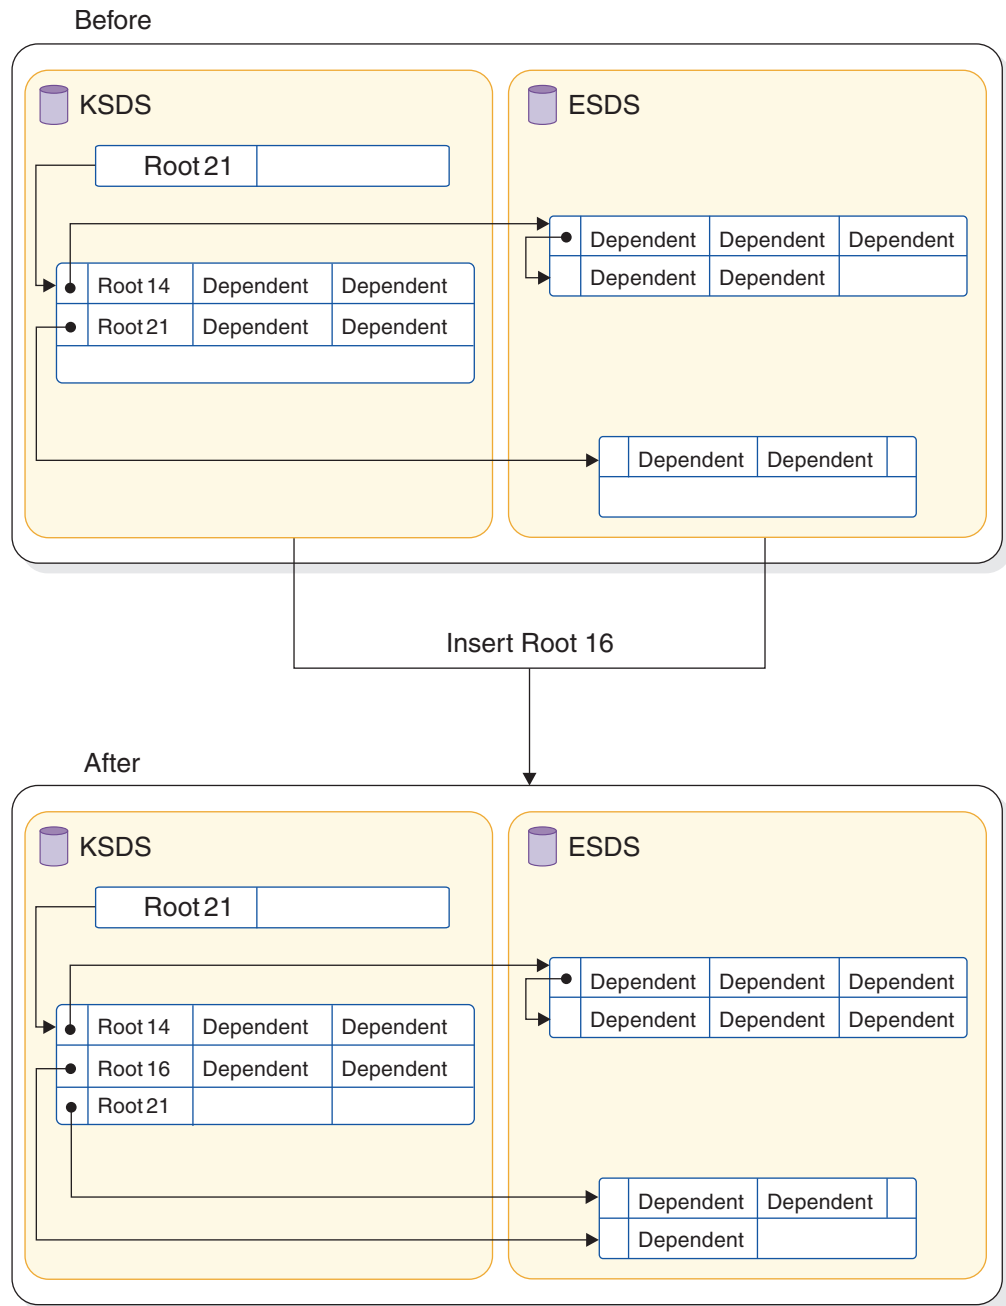 Before
KSDS
ESDS
Root 21
Dependent Dependent Dependent
Dependent Dependent
Root 14 Dependent Dependent
Root 21 Dependent Dependent
Dependent Dependent
Insert Root 16
After
KSDS
ESDS
Root 21
Dependent Dependent Dependent
Dependent Dependent Dependent
Root 14 Dependent Dependent
Root 16 Dependent Dependent
Root 21
Dependent Dependent
Dependent